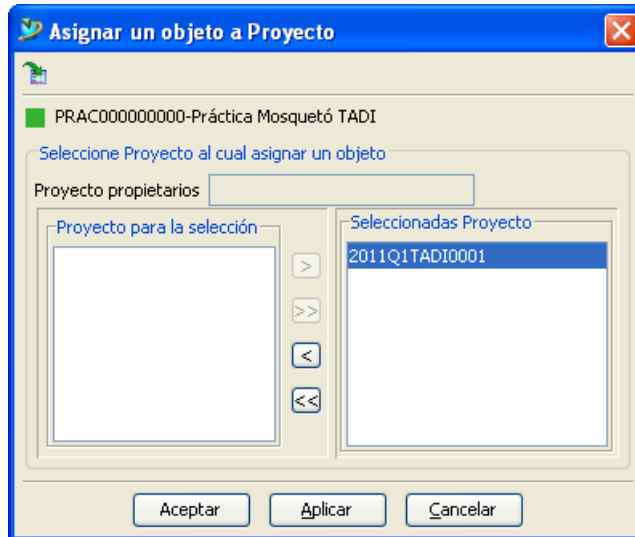 Asignar un objeto a Proyecto
PRAC000000000-Práctica Mosquetó TADI
Seleccione Proyecto al cual asignar un objeto
Proyecto propietarios
Proyecto para la selección
Seleccionadas Proyecto
2011Q1TADI0001
>
>>
<
<<
Aceptar
Aplicar
Cancelar